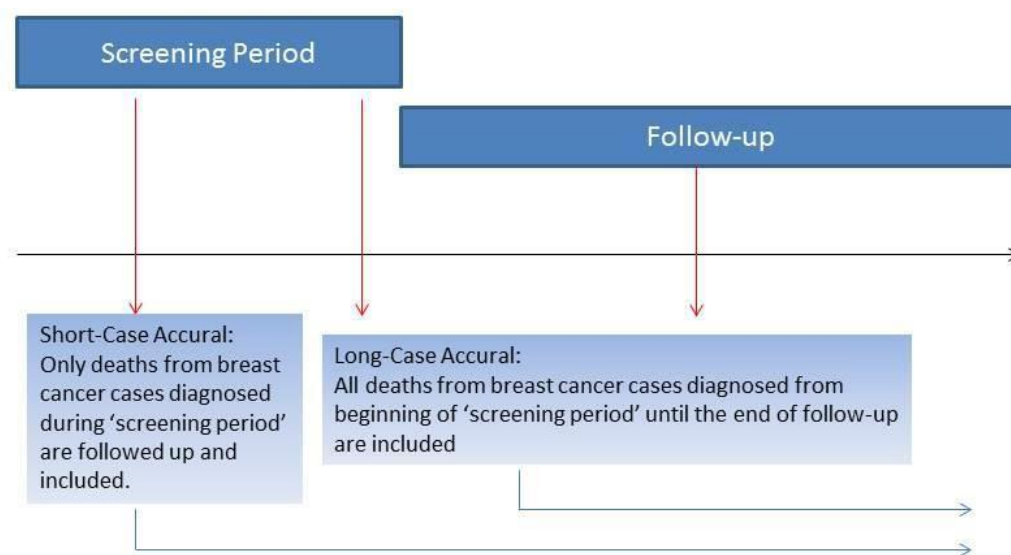 Screening Period
Follow-up
Short-Case Accural:
Only deaths from breast
cancer cases diagnosed
during ‘screening period’
are followed up and
included.
Long-Case Accural:
All deaths from breast cancer cases diagnosed from
beginning of ‘screening period’ until the end of follow-up
are included